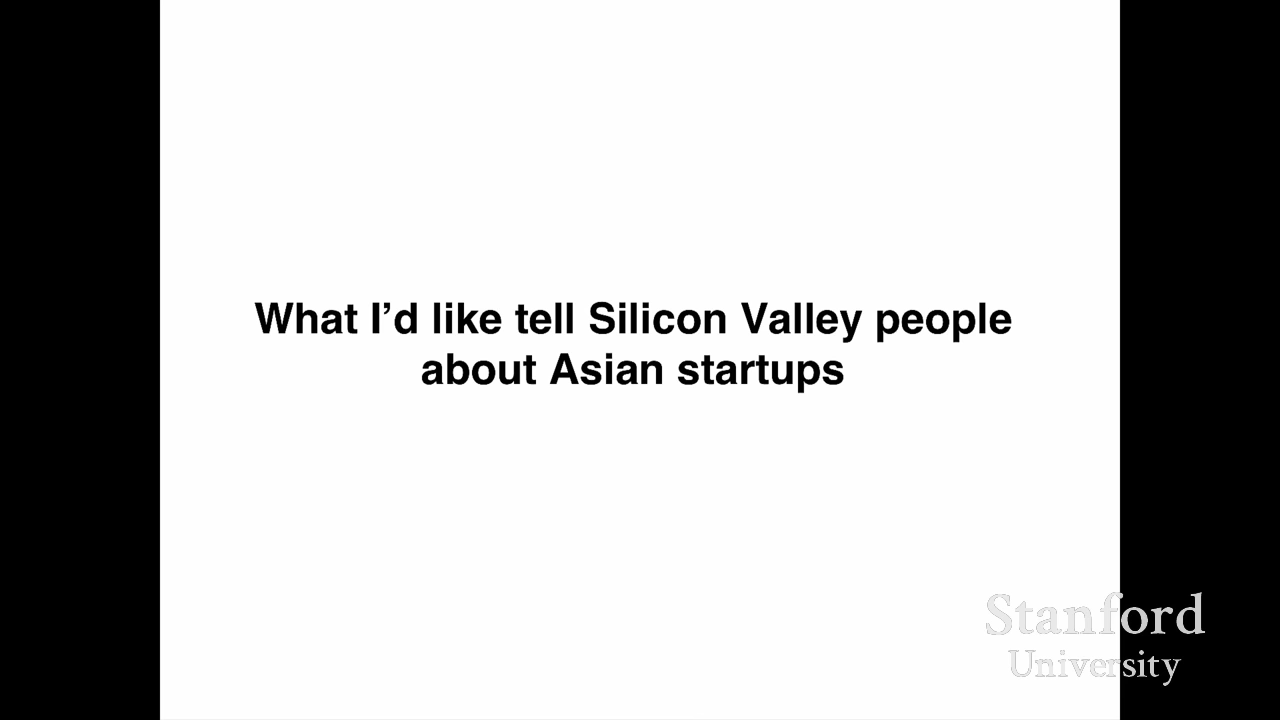 What I’d like tell Silicon Valley people
about Asian startups
Stanford
University